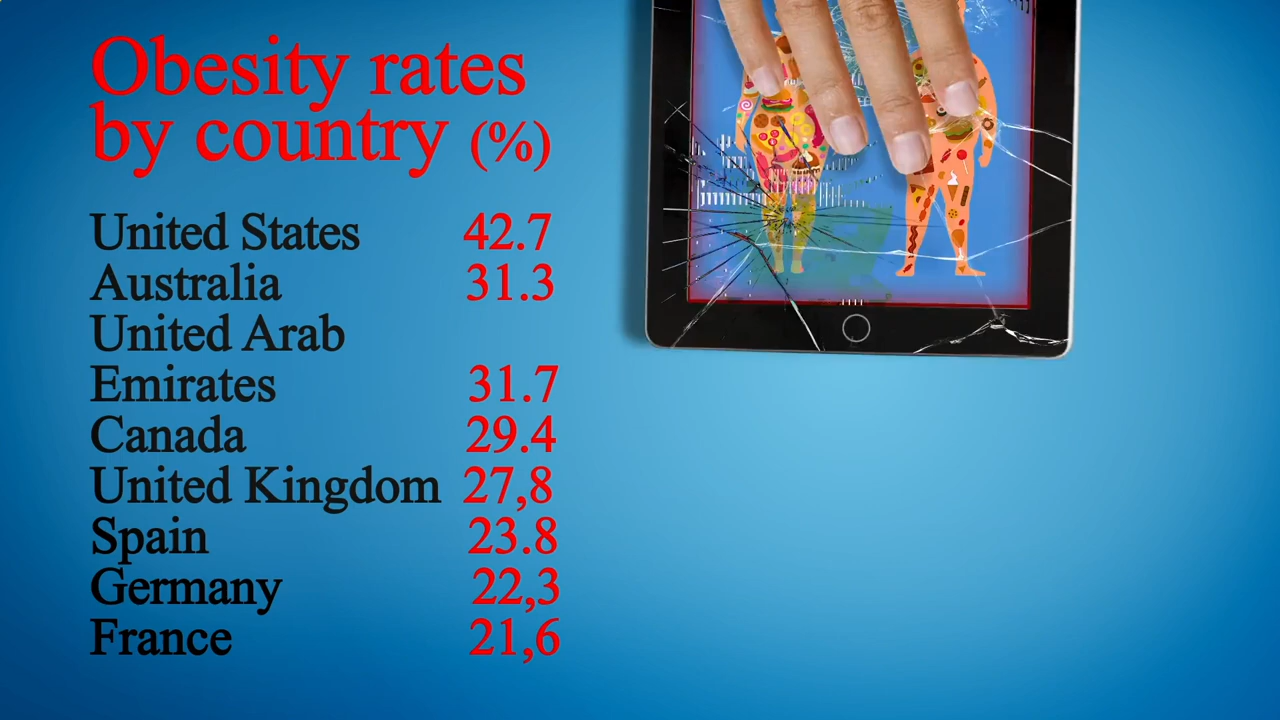 Obesity rates
by country (%)
United States 42.7
Australia 31.3
United Arab
Emirates 31.7
Canada 29.4
United Kingdom 27,8
Spain 23.8
Germany 22,3
France 21,6